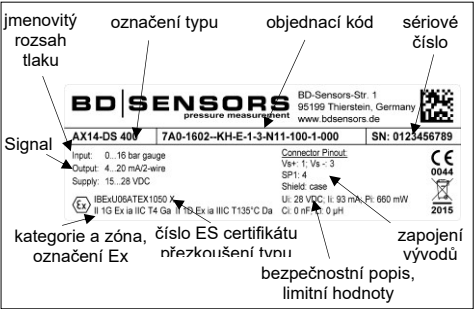 jmenovitý
rozsah
tlaku
označení typu
objednací kód
sériové
číslo
BD SENSORS
pressure measurement
BD-Sensors-Str. 1
95199 Thierstein, Germany
www.bdsensors.de
AX14-DS 400
7A0-1602--KH-E-1-3-N11-100-1-000
SN: 0123456789
Signal
Input: 0...16 bar gauge
Output: 4...20 mA/2-wire
Supply: 15...28 VDC
Connector Pinout:
Vs+: 1; Vs -: 3
SP1: 4
Shield: case
CE
0044
Ex
IBExU06ATEX1050 X
II 1G Ex ia IIC T4 Ga II 1D Ex ia IIIC T135°C Da
Ui: 28 VDC; Ii: 93 mA; Pi: 660 mW
Ci: 0 nF; Li: 0 µH
2015
kategorie a zóna,
označení Ex
číslo ES certifikátu
přezkoušení typu
zapojení
vývodů
bezpečnostní popis,
limitní hodnoty